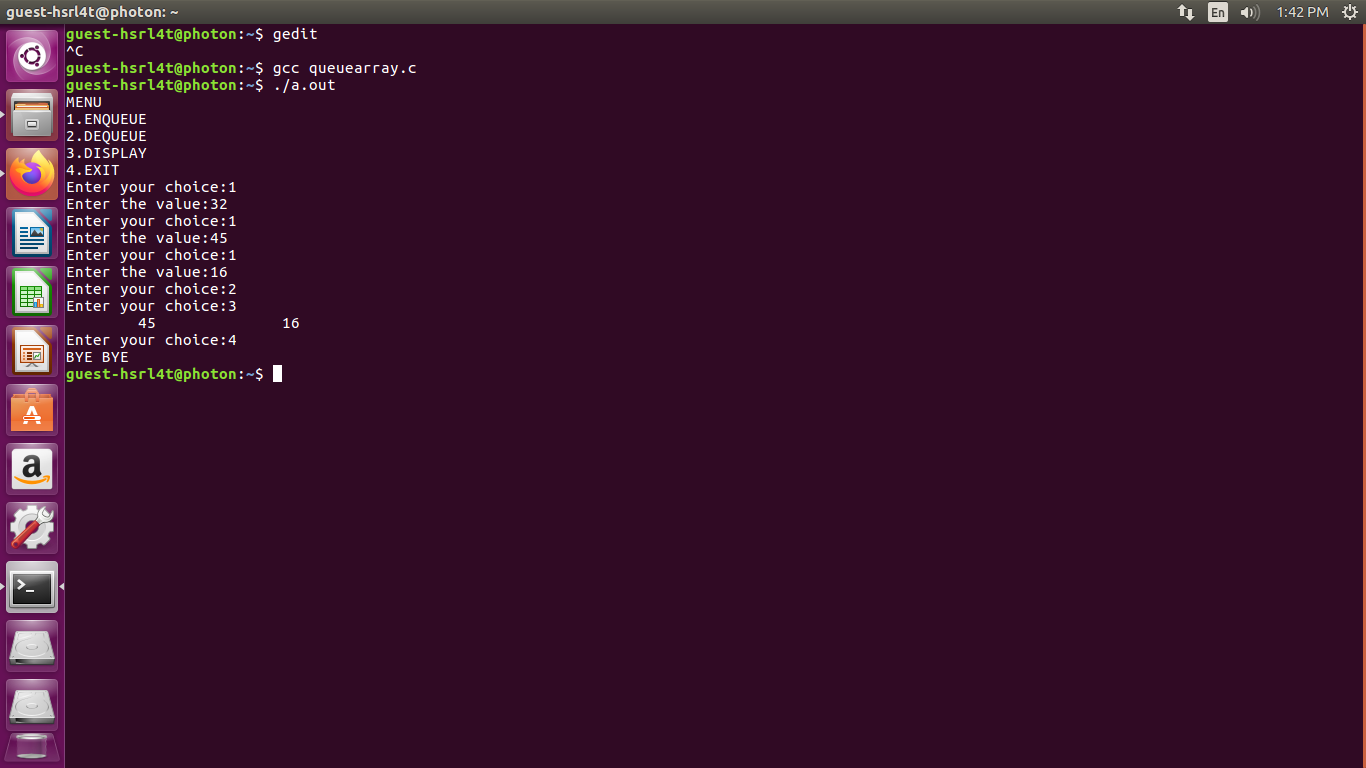 guest-hsrl4t@photon: ~
En
1:42 PM
guest-hsrl4t@photon:~$ gedit
^C
guest-hsrl4t@photon:~$ gcc queuearray.c
guest-hsrl4t@photon:~$ ./a.out
MENU
1.ENQUEUE
2.DEQUEUE
3.DISPLAY
4.EXIT
Enter your choice:1
Enter the value:32
Enter your choice:1
Enter the value:45
Enter your choice:1
Enter the value:16
Enter your choice:2
Enter your choice:3
45 16
Enter your choice:4
BYE BYE
guest-hsrl4t@photon:~$